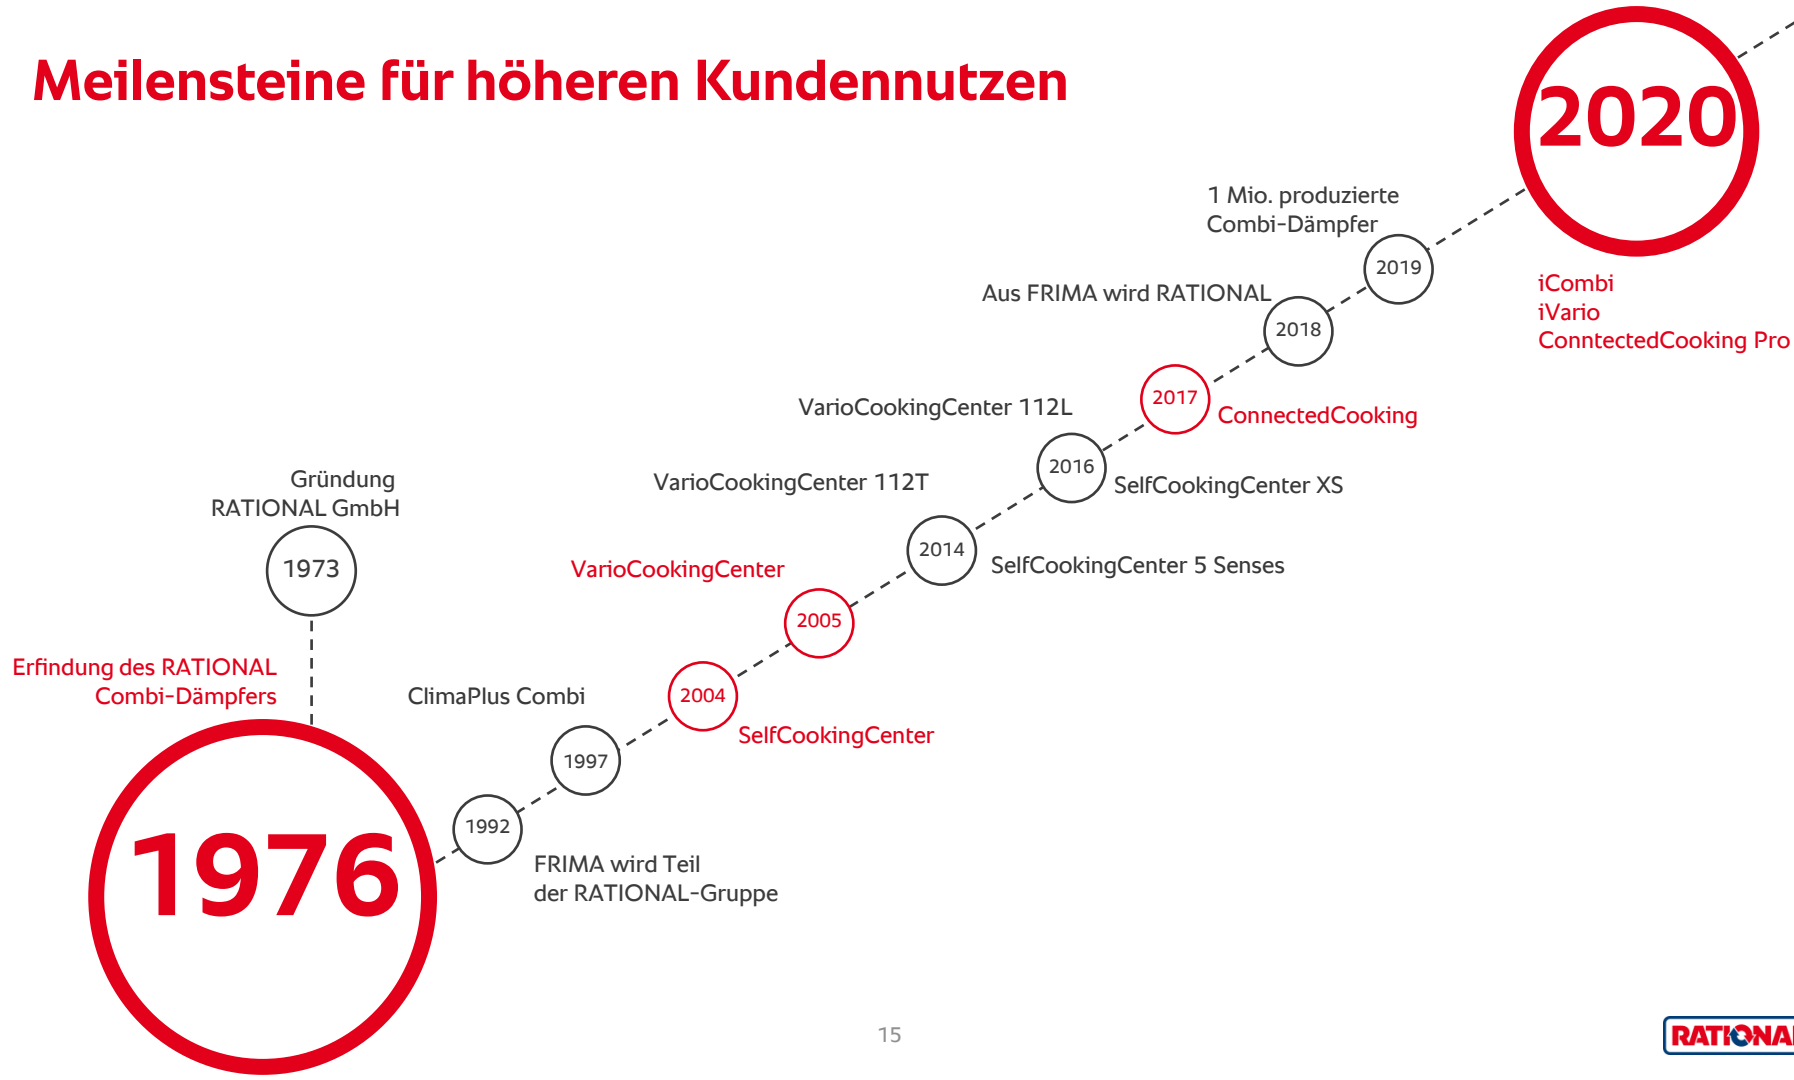 Meilensteine für höheren Kundennutzen
2020
iCombi
iVario
ConntectedCooking Pro
1 Mio. produzierte
Combi-Dämpfer
2019
Aus FRIMA wird RATIONAL
2018
2017
ConnectedCooking
VarioCookingCenter 112L
2016
SelfCookingCenter XS
VarioCookingCenter 112T
2014
SelfCookingCenter 5 Senses
VarioCookingCenter
2005
2004
SelfCookingCenter
ClimaPlus Combi
1997
1992
FRIMA wird Teil
der RATIONAL-Gruppe
Gründung
RATIONAL GmbH
1973
Erfindung des RATIONAL
Combi-Dämpfers
1976
15
RATIONAL